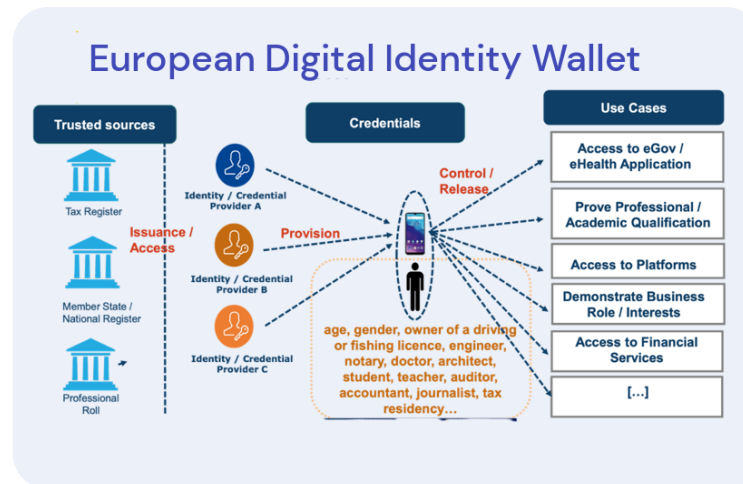 European Digital Identity Wallet
Trusted sources
Credentials
Use Cases
Tax Register
Member State /
National Register
Professional
Roll
Issuance /
Access
Identity / Credential
Provider A
Identity / Credential
Provider B
Identity / Credential
Provider C
Provision
Control /
Release
age, gender, owner of a driving
or fishing licence, engineer,
notary, doctor, architect,
student, teacher, auditor,
accountant, journalist, tax
residency…
Access to eGov /
eHealth Application
Prove Professional /
Academic Qualification
Access to Platforms
Demonstrate Business
Role / Interests
Access to Financial
Services
[…]